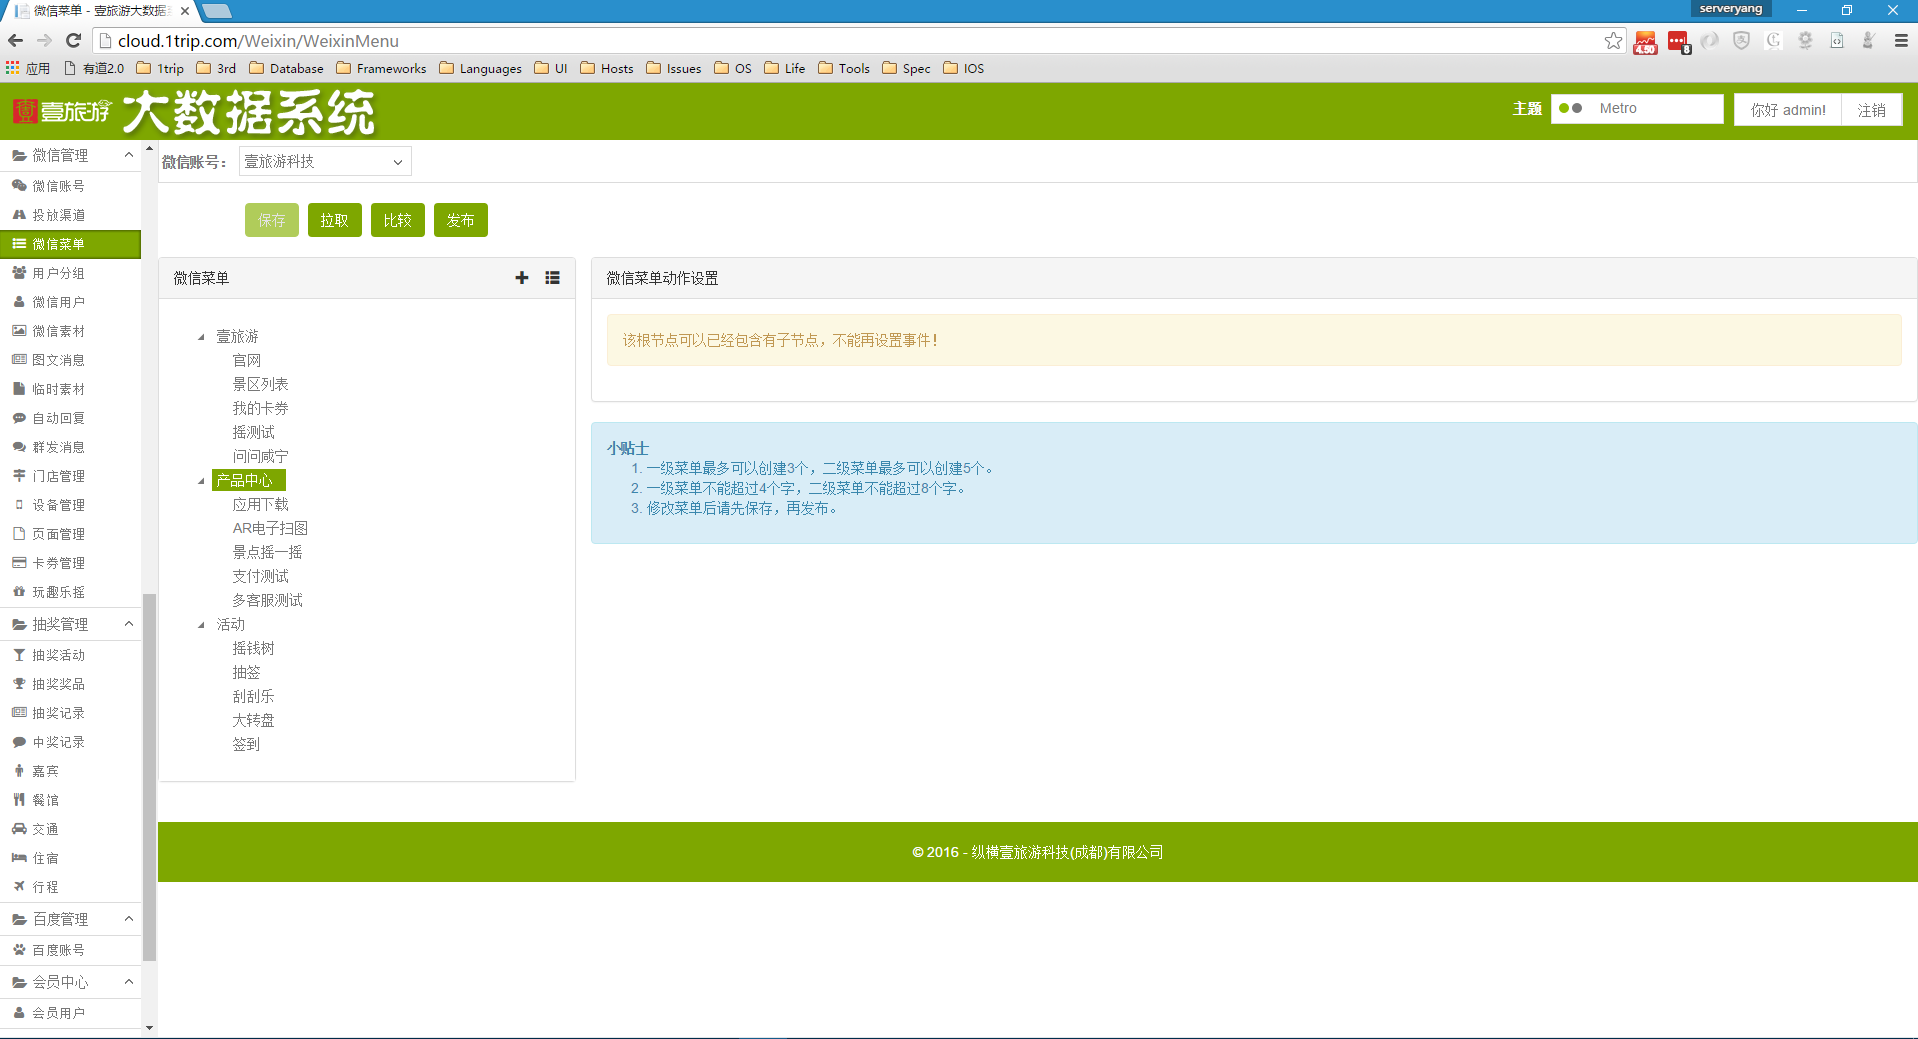 微信菜单 - 壹旅游大数据
serveryang
cloud.1trip.com/Weixin/WeixinMenu
4.90
8
应用 有道2.0 1trip 3rd Database Frameworks Languages UI Hosts Issues OS Life Tools Spec IOS
壹旅游 大数据系统
主题 Metro 你好 admin! 注销
微信管理
微信账号
投放渠道
微信菜单
用户分组
微信用户
微信素材
图文消息
临时素材
自动回复
群发消息
门店管理
设备管理
页面管理
卡券管理
玩趣乐摇
抽奖管理
抽奖活动
抽奖奖品
抽奖记录
中奖记录
嘉宾
餐馆
交通
住宿
行程
百度管理
百度账号
会员中心
会员用户
微信账号： 壹旅游科技
保存 拉取 比较 发布
微信菜单
壹旅游
官网
景区列表
我的卡券
摇测试
问问咸宁
产品中心
应用下载
AR电子扫图
景点摇一摇
支付测试
多客服测试
活动
摇钱树
抽签
刮刮乐
大转盘
签到
微信菜单动作设置
该根节点可以已经包含有子节点，不能再设置事件！
小贴士
1. 一级菜单最多可以创建3个，二级菜单最多可以创建5个。
2. 一级菜单不能超过4个字，二级菜单不能超过8个字。
3. 修改菜单后请先保存，再发布。
© 2016 - 纵横壹旅游科技(成都)有限公司